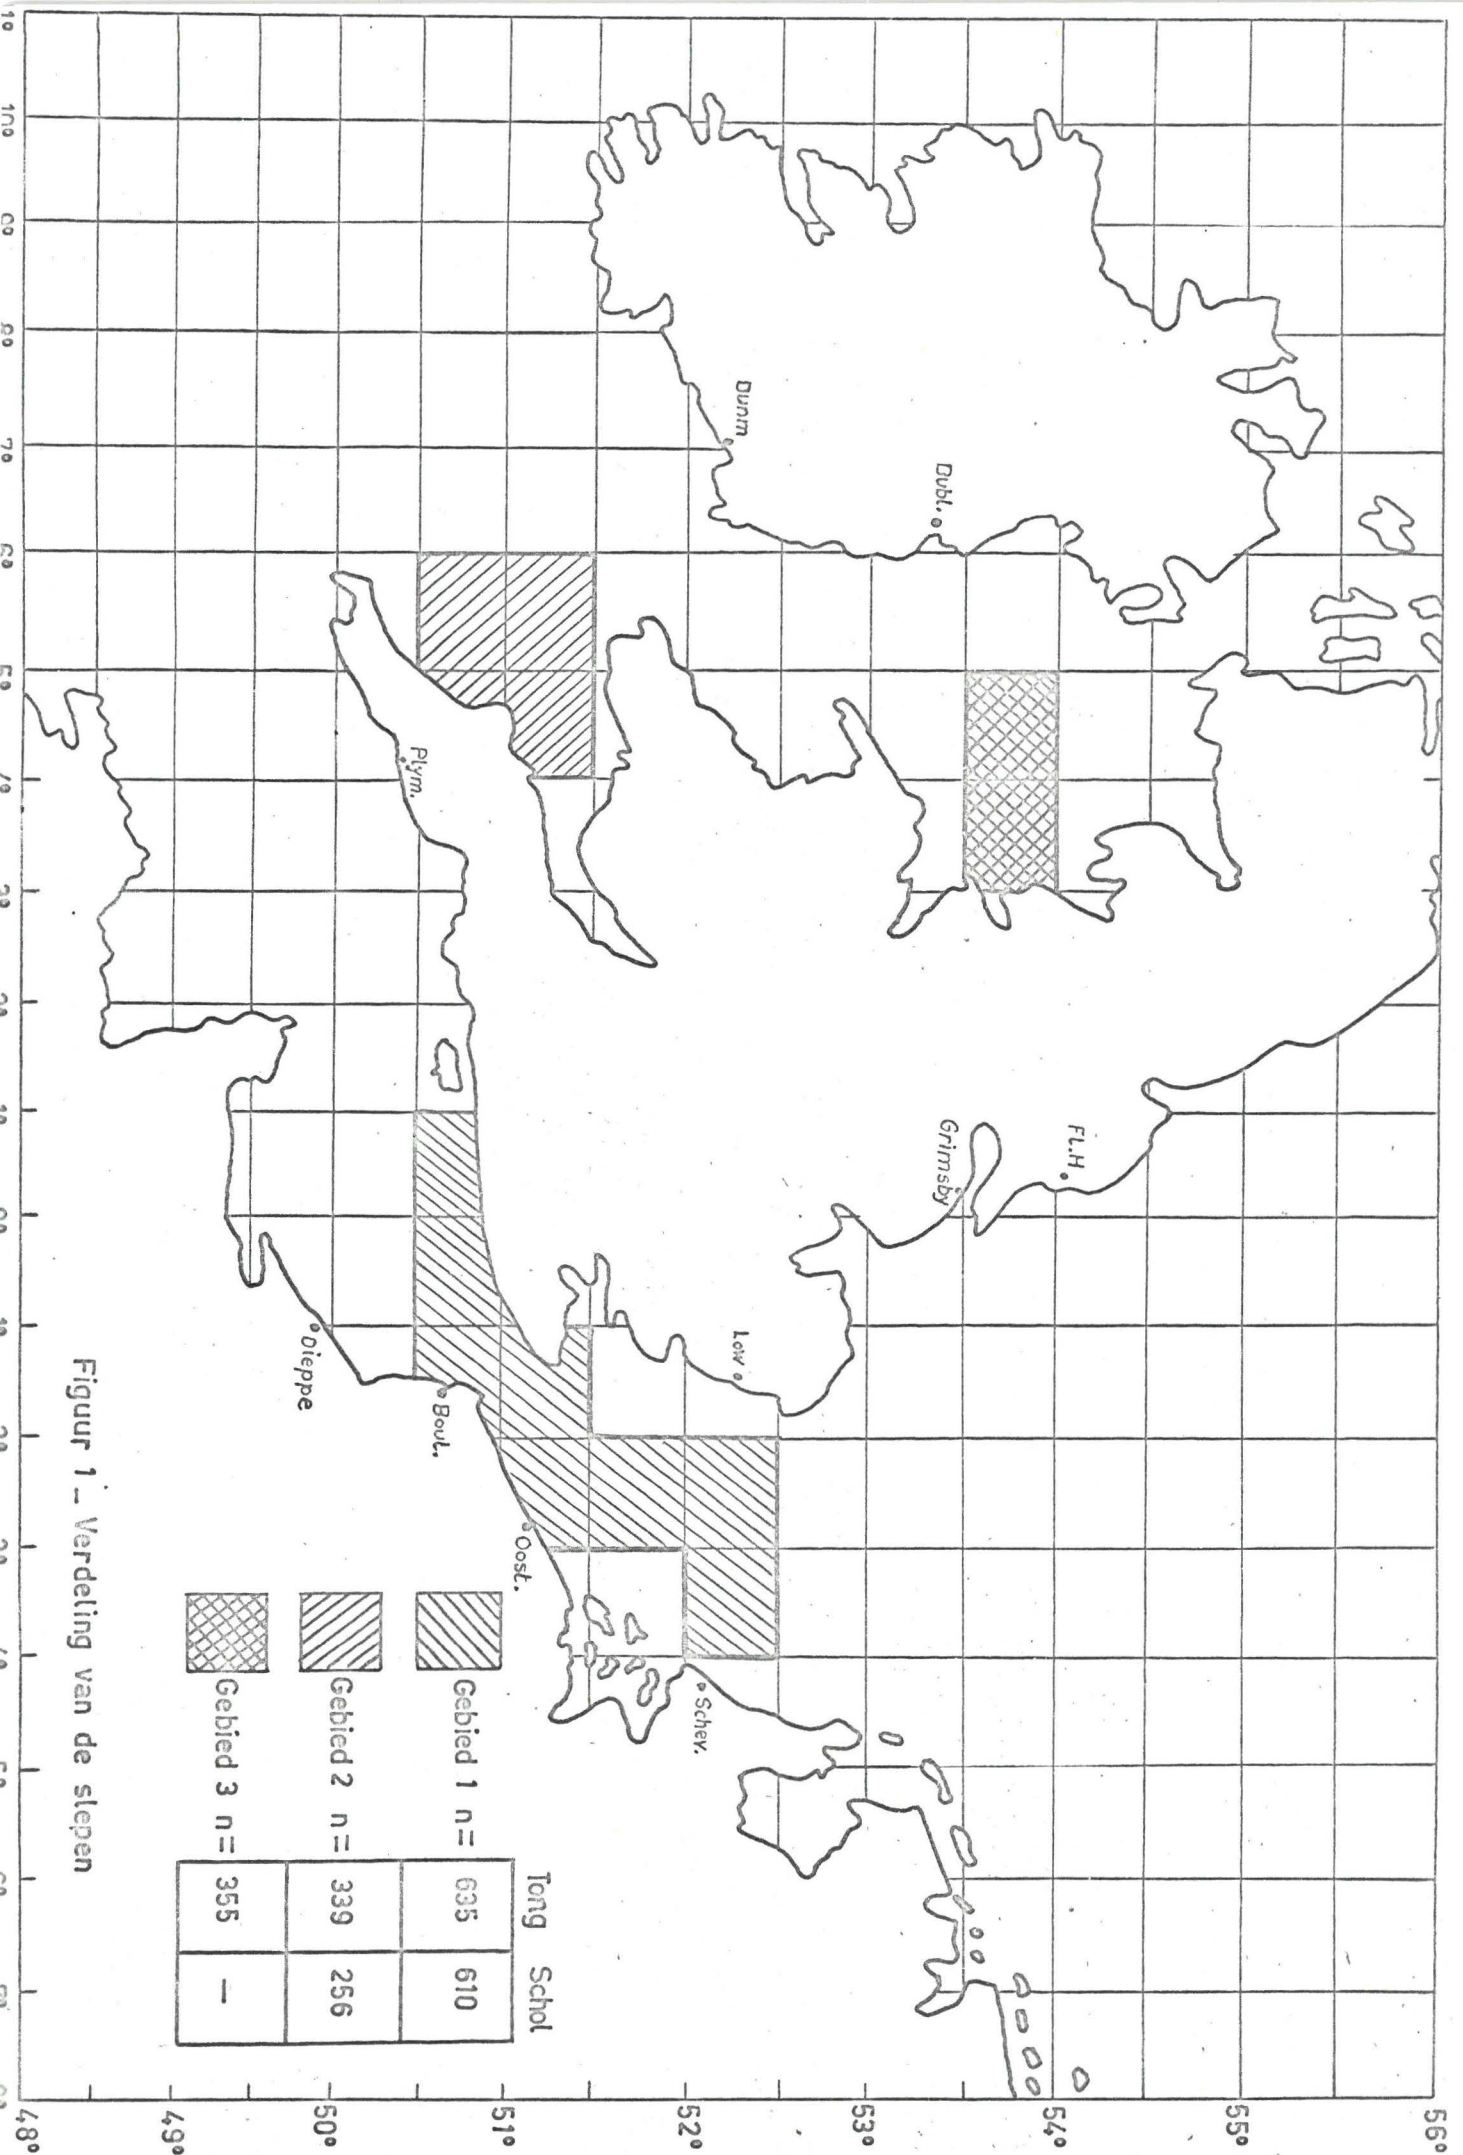 56°
55°
54°
53°
52°
51°
50°
49°
48°
Dunm
Dubl.
Plym.
Fl.H
Grimsby
Low
Dieppe
Boul.
Oost.
Schev.
Tong Schol
Gebied 1 n= 635 610
Gebied 2 n= 339 256
Gebied 3 n= 355 —
Figuur 1 – Verdeling van de slepen